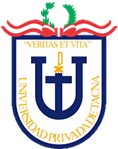 "VERITAS ET VITA"
UNIVERSIDAD PRIVADA DE TACNA